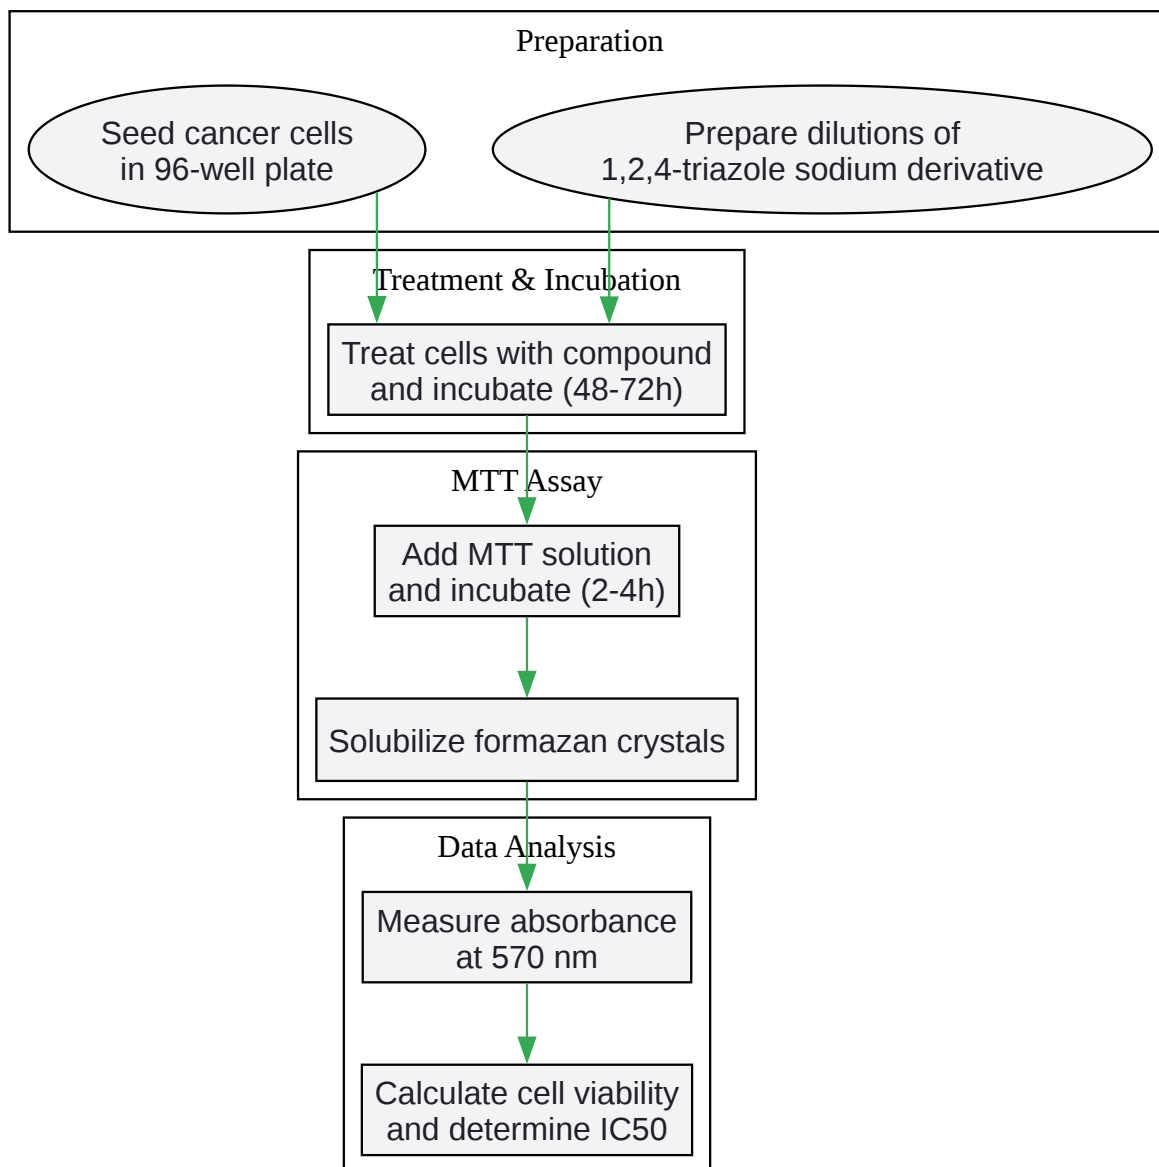 Preparation
Seed cancer cells
in 96-well plate
Prepare dilutions of
1,2,4-triazole sodium derivative
Treatment & Incubation
Treat cells with compound
and incubate (48-72h)
MTT Assay
Add MTT solution
and incubate (2-4h)
Solubilize formazan crystals
Data Analysis
Measure absorbance
at 570 nm
Calculate cell viability
and determine IC50